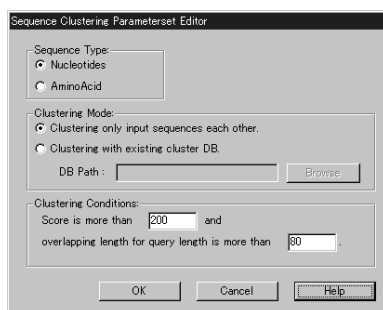 Sequence Clustering Parameterset Editor
Sequence Type:
Nucleotides
AminoAcid
Clustering Mode:
Clustering only input sequences each other.
Clustering with existing cluster DB.
DB Path : Browse
Clustering Conditions:
Score is more than 200 and
overlapping length for query length is more than 80 .
OK Cancel Help